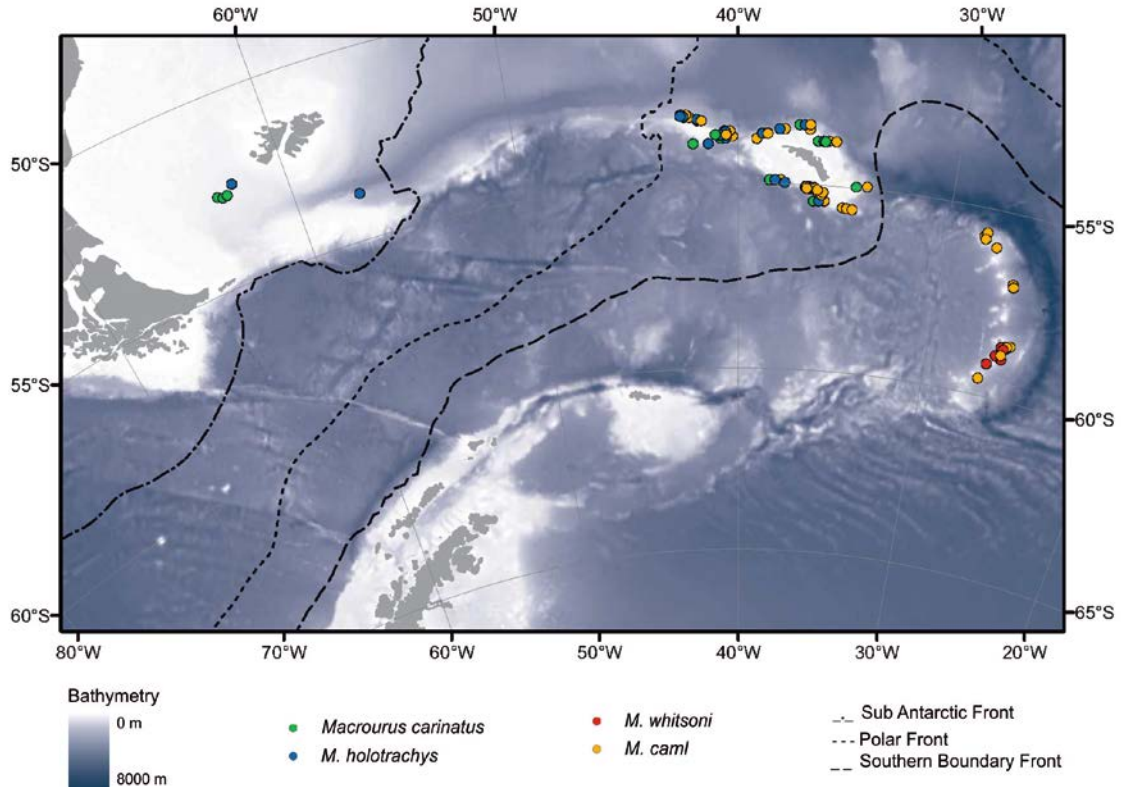 60°W 50°W 40°W 30°W
50°S
55°S
55°S
60°S
60°S
65°S
80°W 70°W 60°W 50°W 40°W 30°W 20°W
Bathymetry
0 m
8000 m
Macrourus carinatus
M. holotrachys
M. whitsoni
M. caml
Sub Antarctic Front
Polar Front
Southern Boundary Front